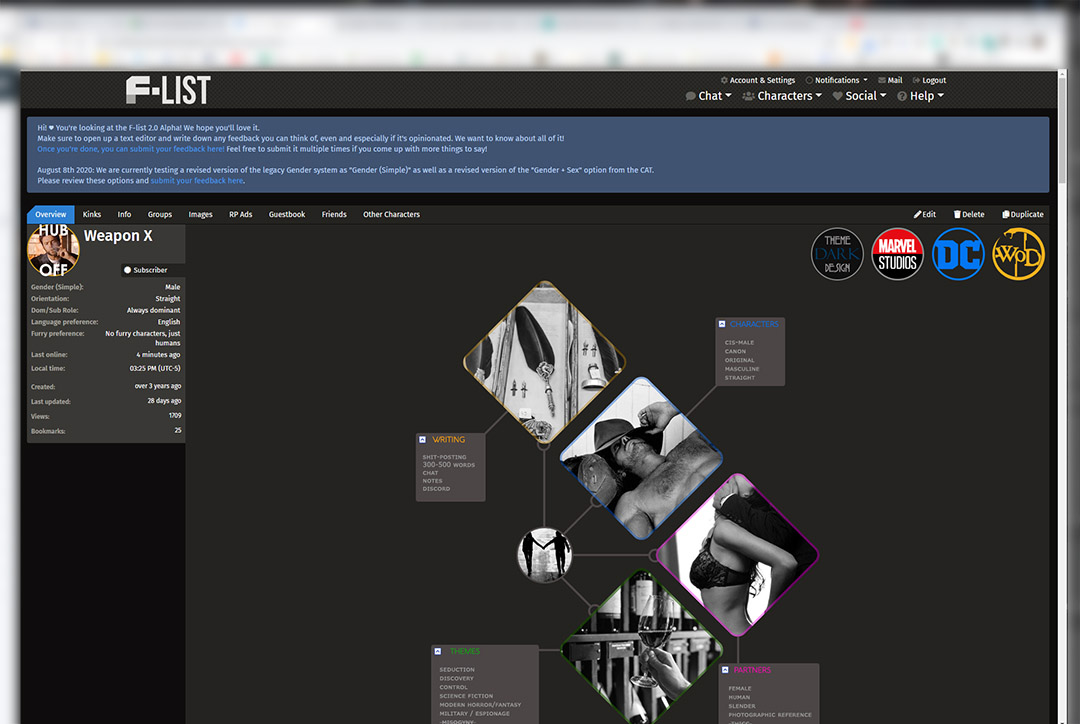 F-LIST
Account & Settings Notifications Mail Logout
Chat Characters Social Help
Hi! ♥ You're looking at the F-list 2.0 Alpha! We hope you'll love it.
Make sure to open up a text editor and write down any feedback you can think of, even and especially if it's opinionated. We want to know about all of it!
Once you're done, you can submit your feedback here! Feel free to submit it multiple times if you come up with more things to say!
August 8th 2020: We are currently testing a revised version of the legacy Gender system as "Gender (Simple)" as well as a revised version of the "Gender + Sex" option from the CAT.
Please review these options and submit your feedback here.
Overview Kinks Info Groups Images RP Ads Guestbook Friends Other Characters Edit Delete Duplicate
HUB
OFF
Weapon X
Subscriber
Gender (Simple): Male
Orientation: Straight
Dom/Sub Role: Always dominant
Language preference: English
Furry preference: No furry characters, just
humans
Last online: 4 minutes ago
Local time: 03:25 PM (UTC-5)
Created: over 3 years ago
Last updated: 28 days ago
Views: 1709
Bookmarks: 25
THEME
DARK
DESIGN
MARVEL
STUDIOS
DC
WoD
CHARACTERS
CIS-MALE
CANON
ORIGINAL
MASCULINE
STRAIGHT
WRITING
SHIT-POSTING
300-500 WORDS
CHAT
NOTES
DISCORD
THEMES
SEDUCTION
DISCOVERY
CONTROL
SCIENCE FICTION
MODERN HORROR/FANTASY
MILITARY / ESPIONAGE
MISOGYNY
PARTNERS
FEMALE
HUMAN
SLENDER
PHOTOGRAPHIC REFERENCE